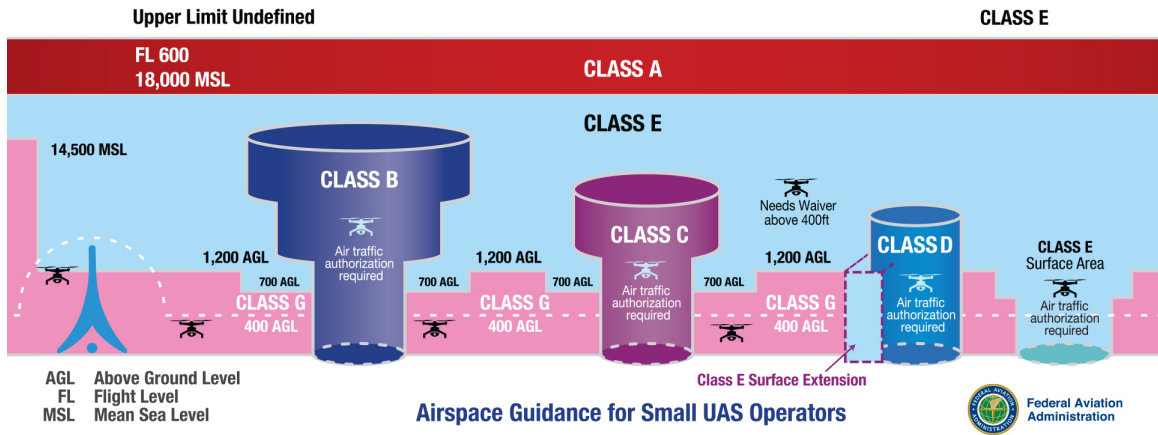 Upper Limit Undefined
CLASS E
FL 600
18,000 MSL
CLASS A
CLASS E
14,500 MSL
CLASS B
Air traffic
authorization
required
CLASS C
Air traffic
authorization
required
Needs Waiver
above 400ft
CLASS D
Air traffic
authorization
required
CLASS E
Surface Area
Air traffic
authorization
required
1,200 AGL
700 AGL
CLASS G
400 AGL
700 AGL
1,200 AGL
700 AGL
CLASS G
400 AGL
700 AGL
1,200 AGL
CLASS G
400 AGL
Class E Surface Extension
AGL Above Ground Level
FL Flight Level
MSL Mean Sea Level
Airspace Guidance for Small UAS Operators
FEDERAL AVIATION
ADMINISTRATION
Federal Aviation
Administration